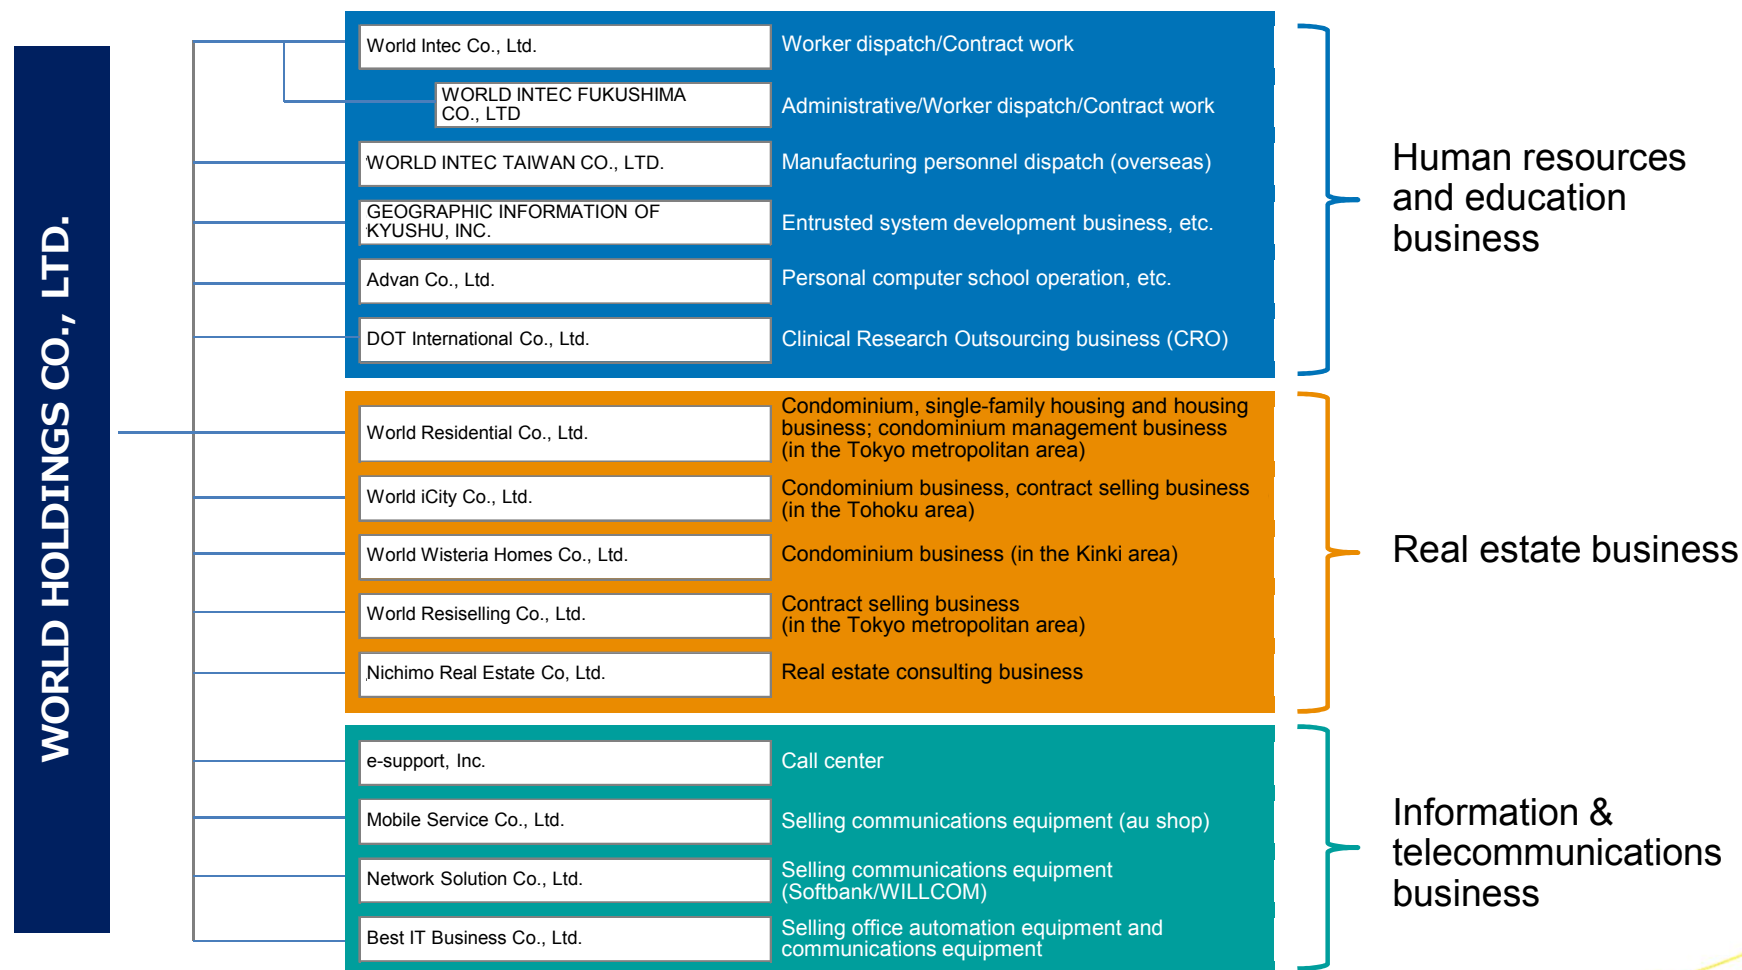 WORLD HOLDINGS CO., LTD.
World Intec Co., Ltd.
Worker dispatch/Contract work
WORLD INTEC FUKUSHIMA
CO., LTD
Administrative/Worker dispatch/Contract work
WORLD INTEC TAIWAN CO., LTD.
Manufacturing personnel dispatch (overseas)
GEOGRAPHIC INFORMATION OF
KYUSHU, INC.
Entrusted system development business, etc.
Advan Co., Ltd.
Personal computer school operation, etc.
DOT International Co., Ltd.
Clinical Research Outsourcing business (CRO)
Human resources
and education
business
World Residential Co., Ltd.
Condominium, single-family housing and housing
business; condominium management business
(in the Tokyo metropolitan area)
World iCity Co., Ltd.
Condominium business, contract selling business
(in the Tohoku area)
World Wisteria Homes Co., Ltd.
Condominium business (in the Kinki area)
World Resiselling Co., Ltd.
Contract selling business
(in the Tokyo metropolitan area)
Nichimo Real Estate Co, Ltd.
Real estate consulting business
Real estate business
e-support, Inc.
Call center
Mobile Service Co., Ltd.
Selling communications equipment (au shop)
Network Solution Co., Ltd.
Selling communications equipment
(Softbank/WILLCOM)
Best IT Business Co., Ltd.
Selling office automation equipment and
communications equipment
Information &
telecommunications
business